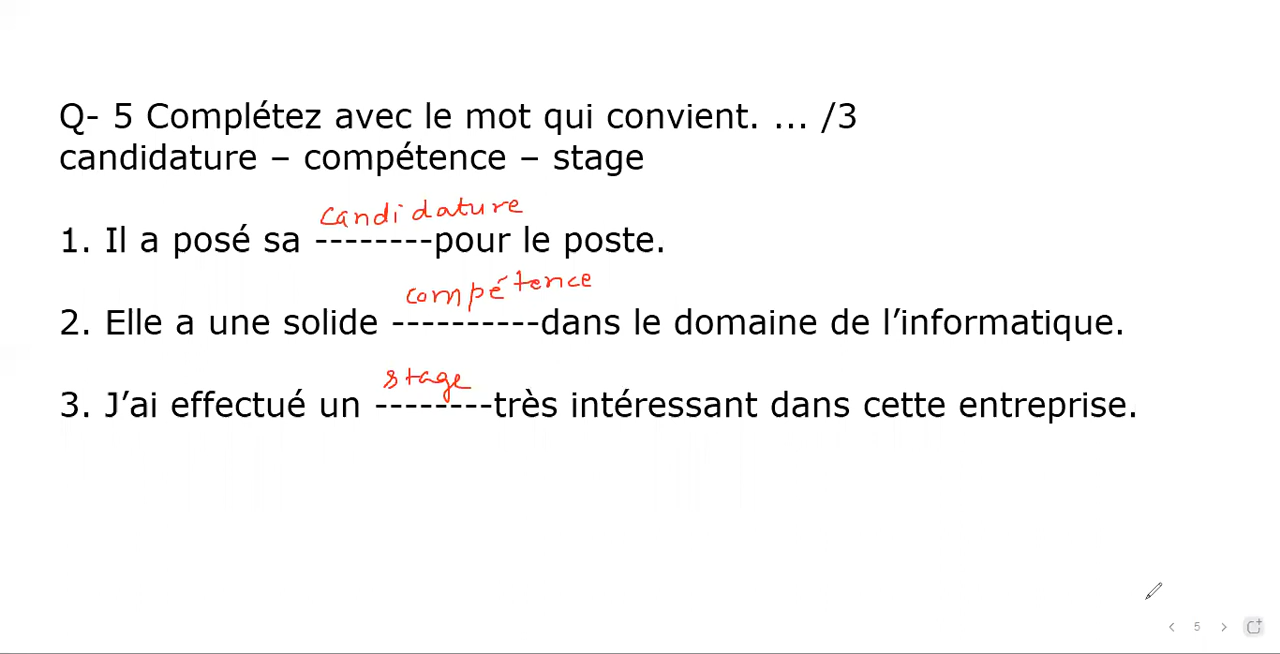 Q- 5 Complétez avec le mot qui convient. ... /3
candidature – compétence – stage
candidature
1. Il a posé sa --------pour le poste.
compétence
2. Elle a une solide ----------dans le domaine de l’informatique.
stage
3. J’ai effectué un --------très intéressant dans cette entreprise.
5